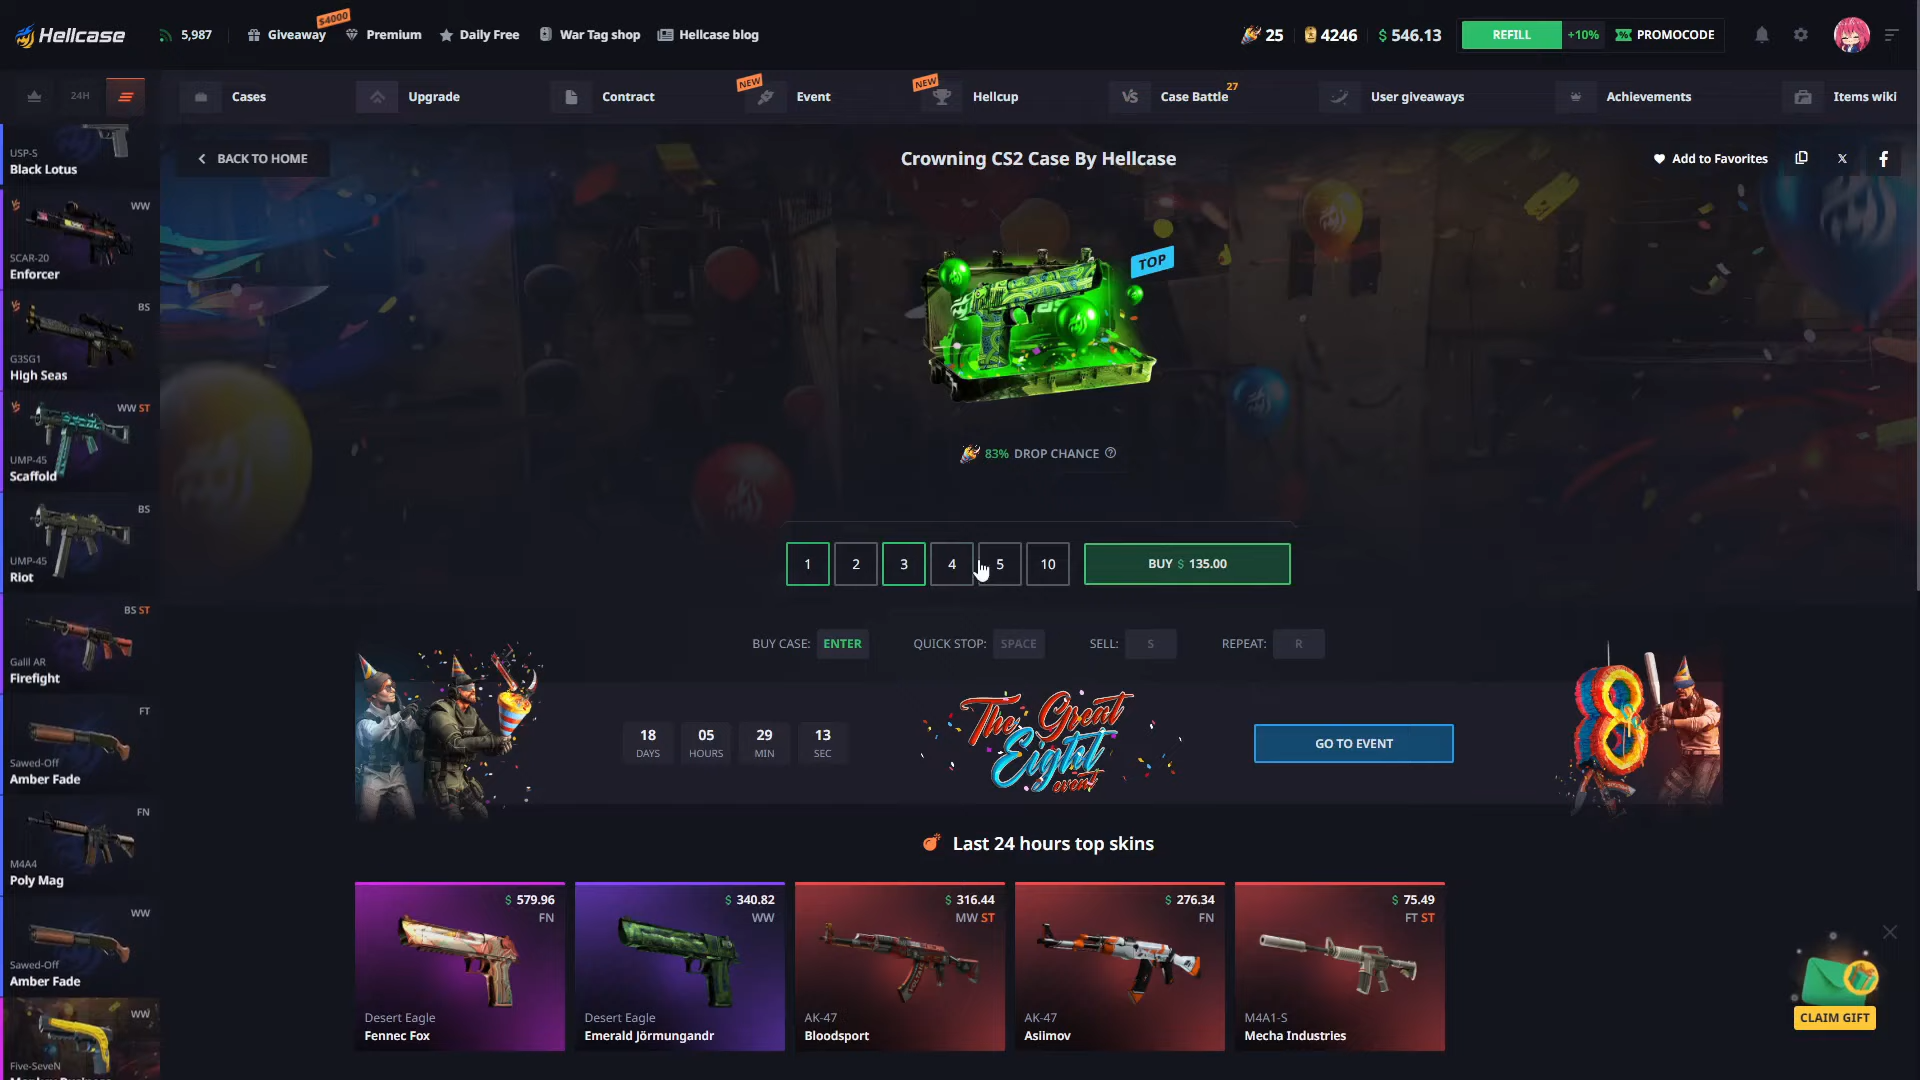 Hellcase
5,987
Giveaway
$4000
Premium
Daily Free
War Tag shop
Hellcase blog
25
4246
$ 546.13
REFILL
+10%
PROMOCODE
24H
Cases
Upgrade
Contract
NEW
Event
NEW
Hellcup
VS
Case Battle
27
User giveaways
Achievements
Items wiki
BACK TO HOME
Crowning CS2 Case By Hellcase
Add to Favorites
USP-S
Black Lotus
WW
SCAR-20
Enforcer
BS
G3SG1
High Seas
WW ST
UMP-45
Scaffold
BS
UMP-45
Riot
BS ST
Galil AR
Firefight
FT
Sawed-Off
Amber Fade
FN
M4A4
Poly Mag
WW
Sawed-Off
Amber Fade
WW
Five-SeveN
TOP
83% DROP CHANCE
1
2
3
4
5
10
BUY $ 135.00
BUY CASE: ENTER
QUICK STOP: SPACE
SELL: S
REPEAT: R
18
DAYS
05
HOURS
29
MIN
13
SEC
The Great
Eight
event
GO TO EVENT
8
Last 24 hours top skins
$ 579.96
FN
Desert Eagle
Fennec Fox
$ 340.82
WW
Desert Eagle
Emerald Jörmungandr
$ 316.44
MW ST
AK-47
Bloodsport
$ 276.34
FN
AK-47
Asiimov
$ 75.49
FT ST
M4A1-S
Mecha Industries
CLAIM GIFT